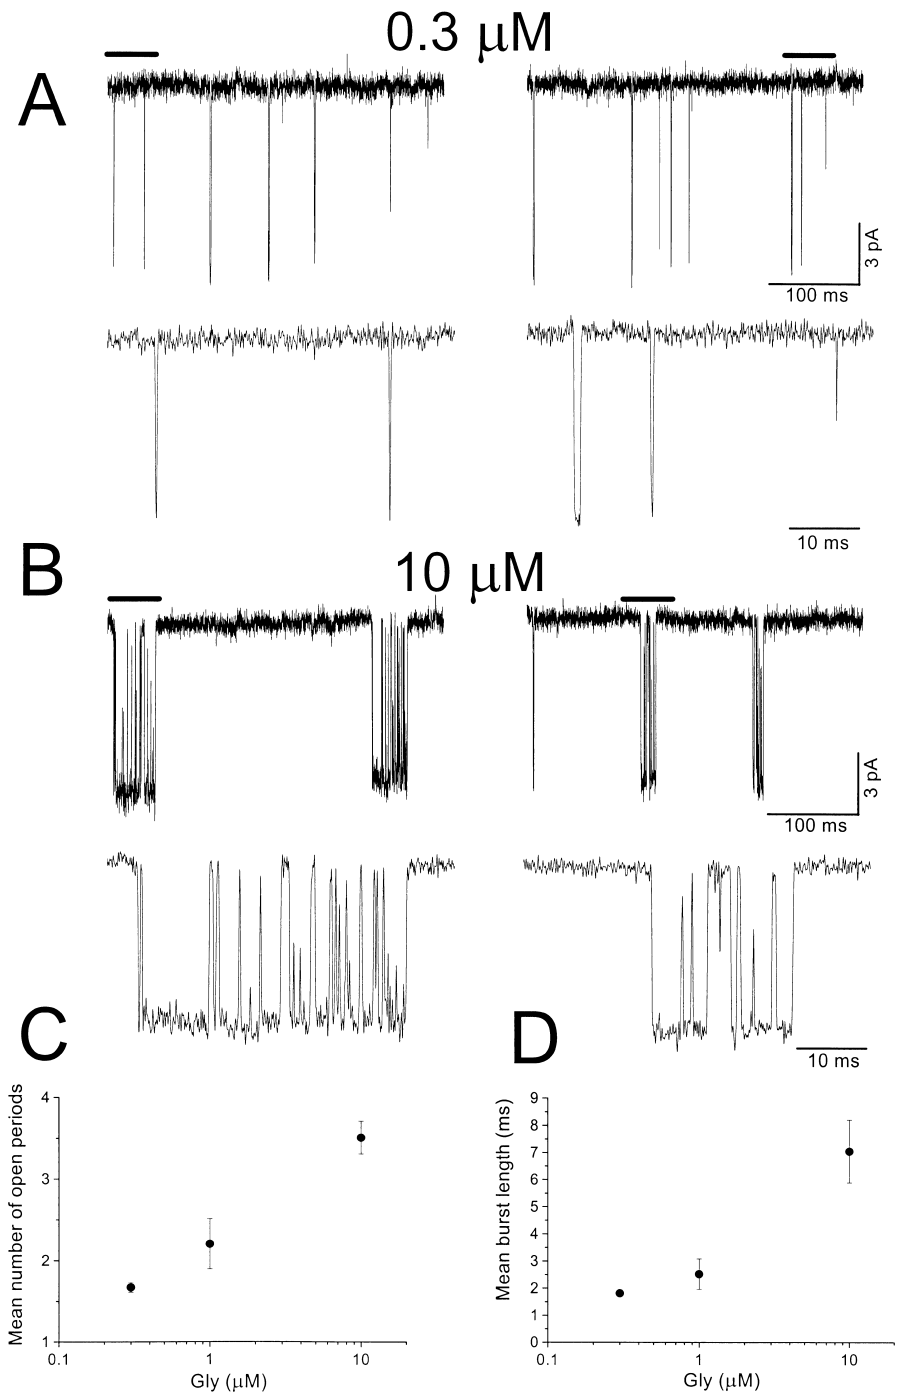 0.3 μM
A
3 pA
100 ms
10 ms
B
10 μM
3 pA
100 ms
10 ms
C
D
Mean number of open periods
4
3
2
1
0.1
1
10
Gly (μM)
Mean burst length (ms)
9
8
7
6
5
4
3
2
1
0
0.1
1
10
Gly (μM)